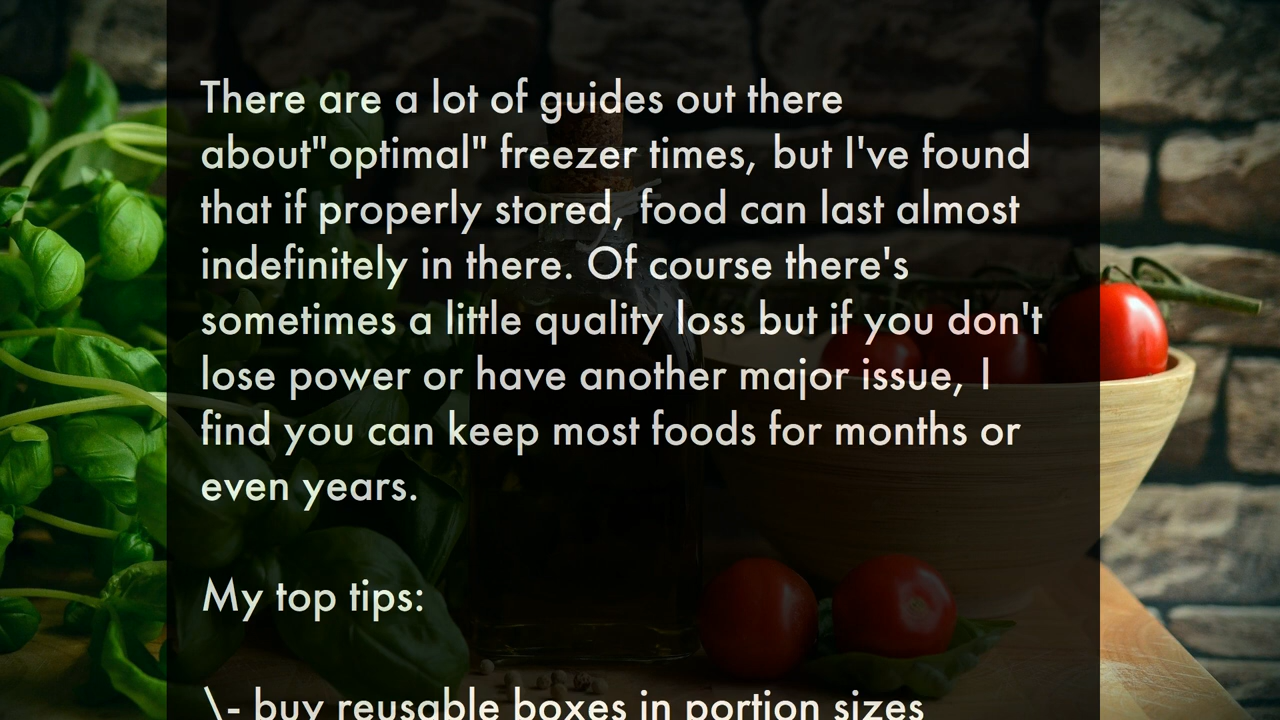 There are a lot of guides out there
about"optimal" freezer times, but I've found
that if properly stored, food can last almost
indefinitely in there. Of course there's
sometimes a little quality loss but if you don't
lose power or have another major issue, I
find you can keep most foods for months or
even years.
My top tips:
\- buy reusable boxes in portion sizes